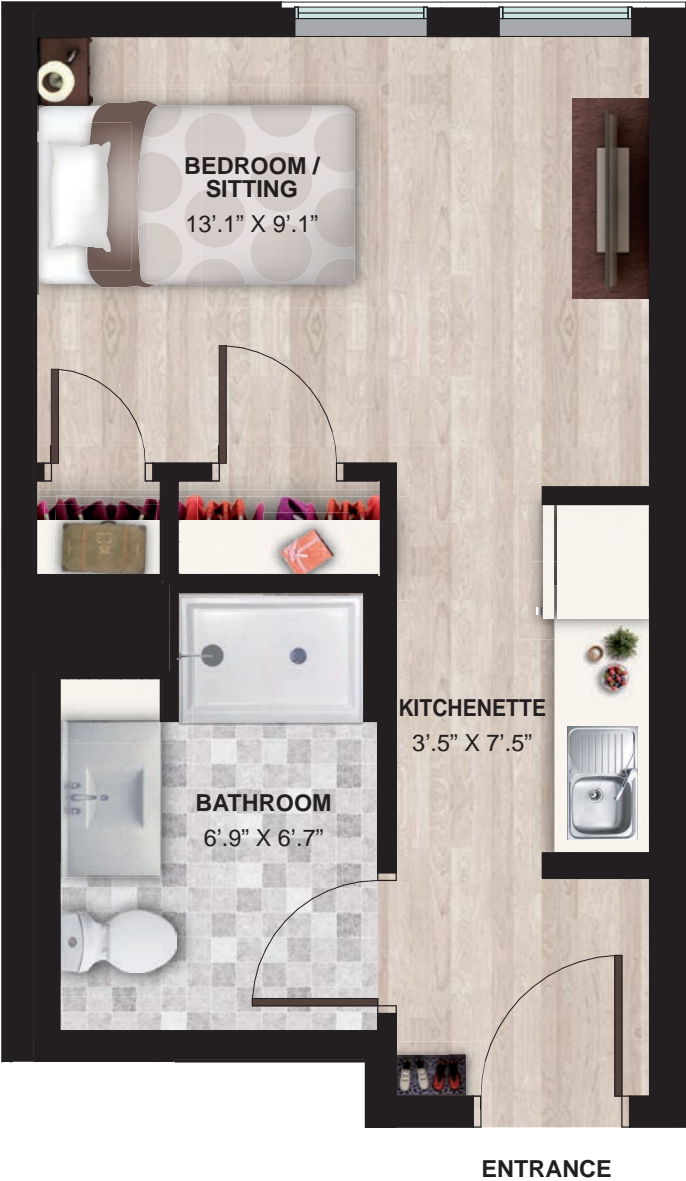 BEDROOM /
SITTING
13’.1” X 9’.1”
KITCHENETTE
3’.5” X 7’.5”
BATHROOM
6’.9” X 6’.7”
ENTRANCE